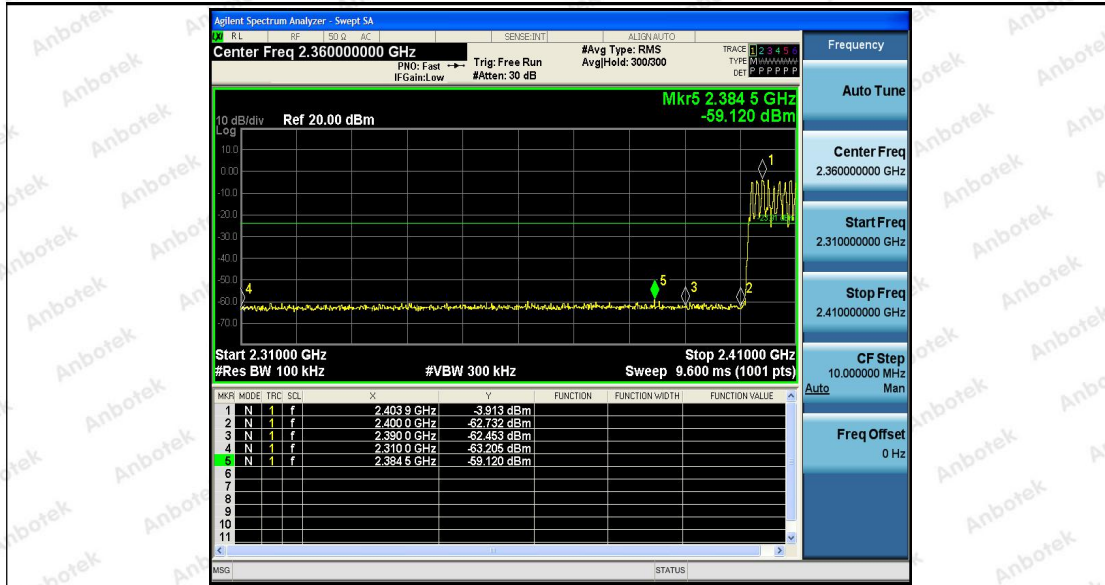 Agilent Spectrum Analyzer - Swept SA
RL RF 50 Ω AC SENSE:INT ALIGNAUTO
Center Freq 2.360000000 GHz
PNO: Fast
IFGain:Low
Trig: Free Run
#Atten: 30 dB
#Avg Type: RMS
Avg|Hold: 300/300
TRACE 1 2 3 4 5 6
TYPE M
DET P P P P P P
Mkr5 2.384 5 GHz
-59.120 dBm
10 dB/div Ref 20.00 dBm
Log
10.0
0.00
-10.0
-20.0
-30.0
-40.0
-50.0
-60.0
-70.0
1
4
5
3
2
Start 2.31000 GHz Stop 2.41000 GHz
#Res BW 100 kHz #VBW 300 kHz Sweep 9.600 ms (1001 pts)
MKR MODE TRC SCL X Y FUNCTION FUNCTION WIDTH FUNCTION VALUE
1 N 1 f 2.403 9 GHz -3.913 dBm
2 N 1 f 2.400 0 GHz -62.732 dBm
3 N 1 f 2.390 0 GHz -62.453 dBm
4 N 1 f 2.310 0 GHz -63.205 dBm
5 N 1 f 2.384 5 GHz -59.120 dBm
6
7
8
9
10
11
MSG STATUS
Frequency
Auto Tune
Center Freq
2.360000000 GHz
Start Freq
2.310000000 GHz
Stop Freq
2.410000000 GHz
CF Step
10.000000 MHz
Auto Man
Freq Offset
0 Hz
Anbotek